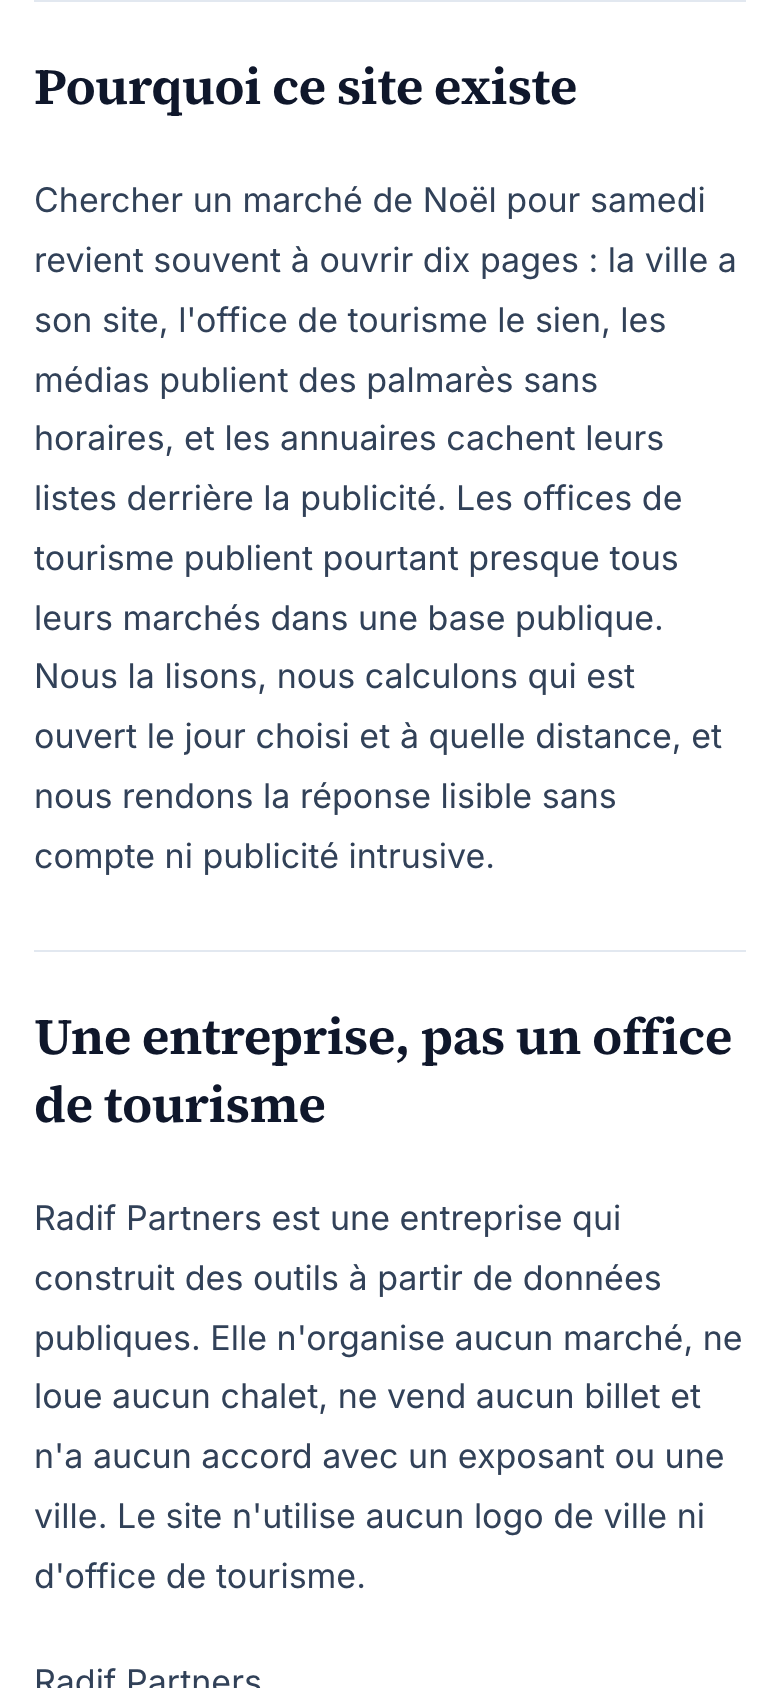 Pourquoi ce site existe
Chercher un marché de Noël pour samedi
revient souvent à ouvrir dix pages : la ville a
son site, l'office de tourisme le sien, les
médias publient des palmarès sans
horaires, et les annuaires cachent leurs
listes derrière la publicité. Les offices de
tourisme publient pourtant presque tous
leurs marchés dans une base publique.
Nous la lisons, nous calculons qui est
ouvert le jour choisi et à quelle distance, et
nous rendons la réponse lisible sans
compte ni publicité intrusive.
Une entreprise, pas un office
de tourisme
Radif Partners est une entreprise qui
construit des outils à partir de données
publiques. Elle n'organise aucun marché, ne
loue aucun chalet, ne vend aucun billet et
n'a aucun accord avec un exposant ou une
ville. Le site n'utilise aucun logo de ville ni
d'office de tourisme.
Radif Partners